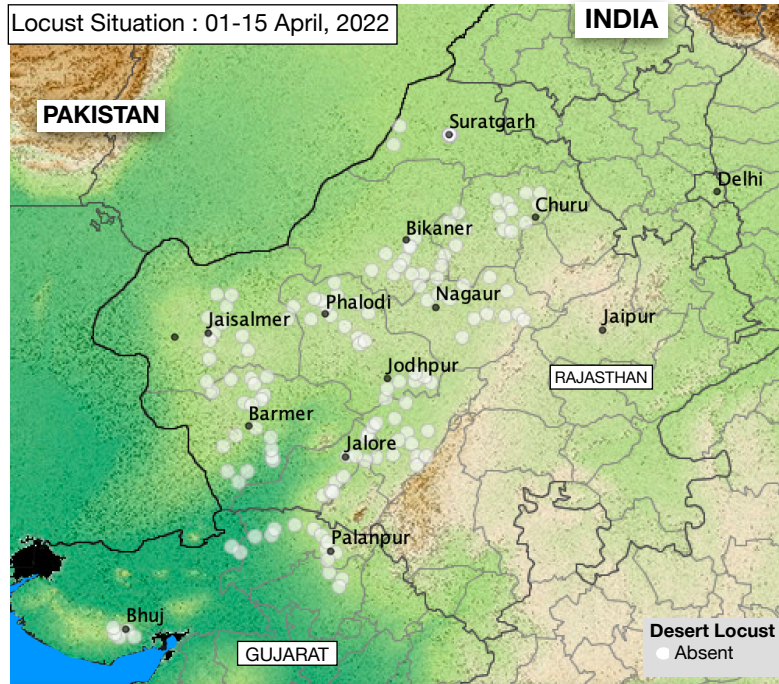 Locust Situation : 01-15 April, 2022
INDIA
PAKISTAN
Suratgarh
Delhi
Churu
Bikaner
Phalodi
Nagaur
Jaisalmer
Jaipur
Jodhpur
RAJASTHAN
Barmer
Jalore
Palanpur
Bhuj
Desert Locust
Absent
GUJARAT